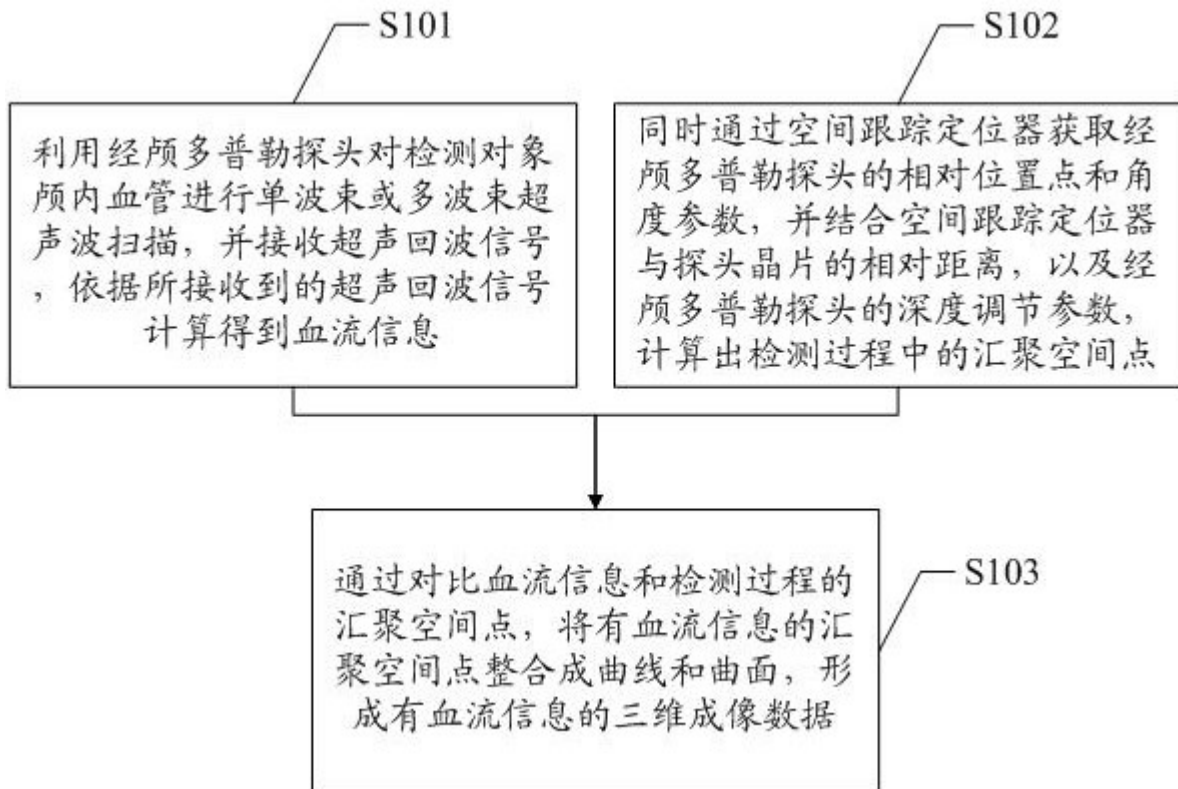 S101
利用经颅多普勒探头对检测对象
颅内血管进行单波束或多波束超
声波扫描，并接收超声回波信号
，依据所接收到的超声回波信号
计算得到血流信息
S102
同时通过空间跟踪定位器获取经
颅多普勒探头的相对位置点和角
度参数，并结合空间跟踪定位器
与探头晶片的相对距离，以及经
颅多普勒探头的深度调节参数，
计算出检测过程中的汇聚空间点
S103
通过对比血流信息和检测过程的
汇聚空间点，将有血流信息的汇
聚空间点整合成曲线和曲面，形
成有血流信息的三维成像数据